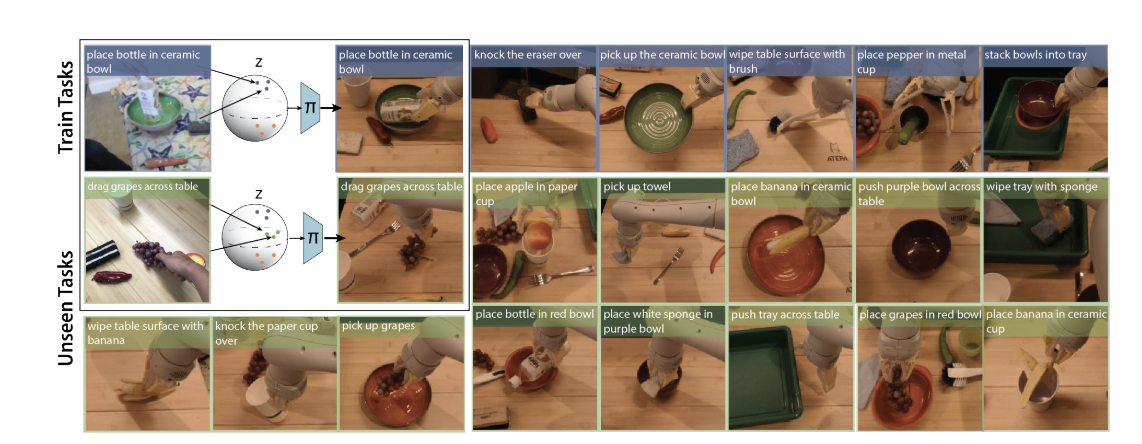 Train Tasks
place bottle in ceramic
bowl
z
π
place bottle in ceramic
bowl
knock the eraser over
pick up the ceramic bowl
wipe table surface with
brush
place pepper in metal
cup
stack bowls into tray
Unseen Tasks
drag grapes across table
z
π
drag grapes across table
place apple in paper
cup
pick up towel
place banana in ceramic
bowl
push purple bowl across
table
wipe tray with sponge
wipe table surface with
banana
knock the paper cup
over
pick up grapes
place bottle in red bowl
place white sponge in
purple bowl
push tray across table
place grapes in red bowl
place banana in ceramic
cup